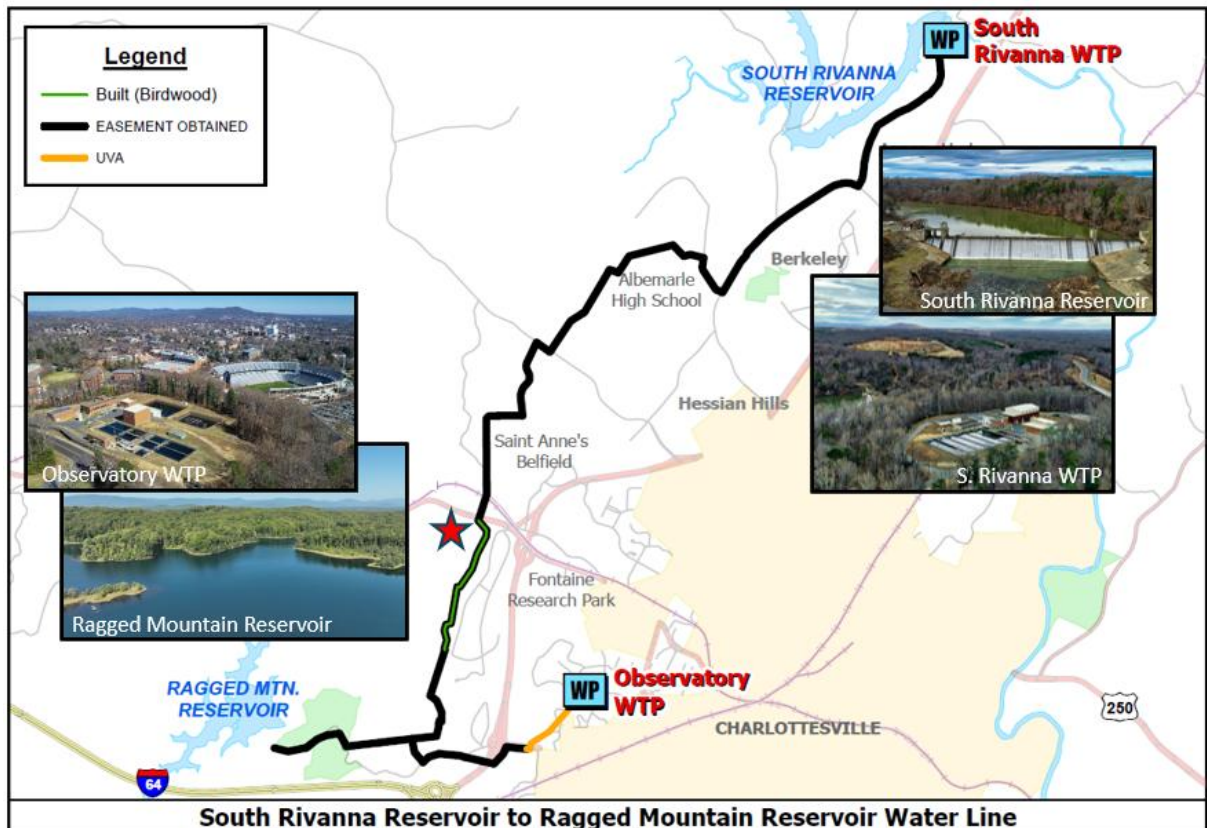 Legend
Built (Birdwood)
EASEMENT OBTAINED
UVA
WP
South
Rivanna WTP
SOUTH RIVANNA
RESERVOIR
South Rivanna Reservoir
Berkeley
Albemarle
High School
S. Rivanna WTP
Hessian Hills
Observatory WTP
Saint Anne's
Belfield
Ragged Mountain Reservoir
Fontaine
Research Park
RAGGED MTN.
RESERVOIR
WP
Observatory
WTP
CHARLOTTESVILLE
250
64
South Rivanna Reservoir to Ragged Mountain Reservoir Water Line